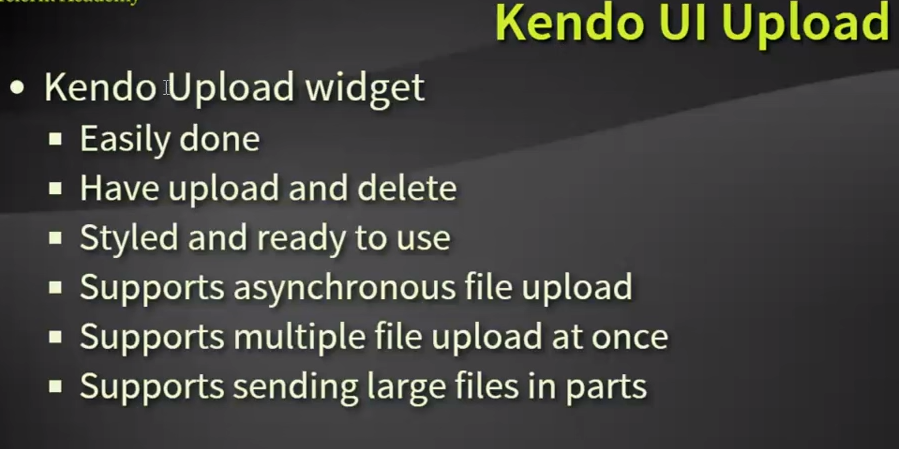 Academy
Kendo UI Upload
Kendo Upload widget
Easily done
Have upload and delete
Styled and ready to use
Supports asynchronous file upload
Supports multiple file upload at once
Supports sending large files in parts